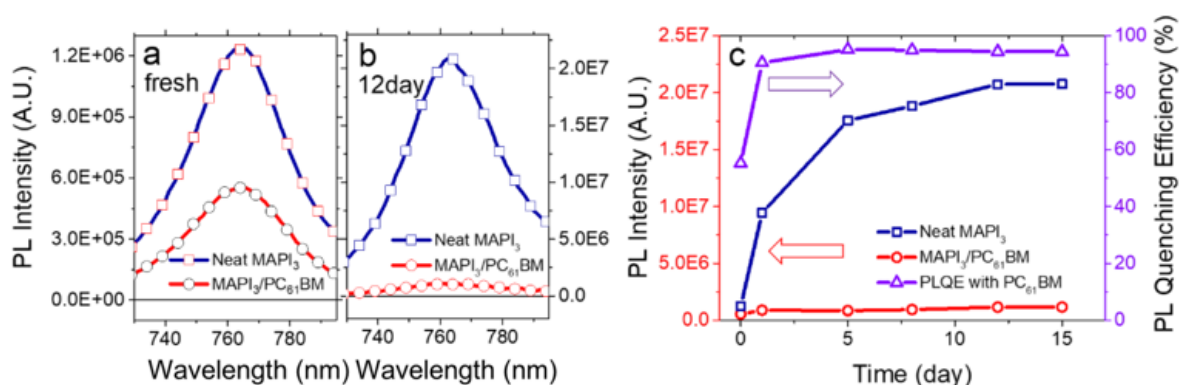 a
fresh
PL Intensity (A.U.)
1.2E+06
9.0E+05
6.0E+05
3.0E+05
0.0E+00
Neat MAPI₃
MAPI₃/PC₆₁BM
740 760 780
Wavelength (nm)
b
12day
2.0E7
1.5E7
1.0E7
5.0E6
0.0
Neat MAPI₃
MAPI₃/PC₆₁BM
740 760 780
Wavelength (nm)
c
PL Intensity (A.U.)
2.5E7
2.0E7
1.5E7
1.0E7
5.0E6
0.0
Neat MAPI₃
MAPI₃/PC₆₁BM
PLQE with PC₆₁BM
0 5 10 15
Time (day)
100
80
60
40
20
0
PL Quenching Efficiency (%)